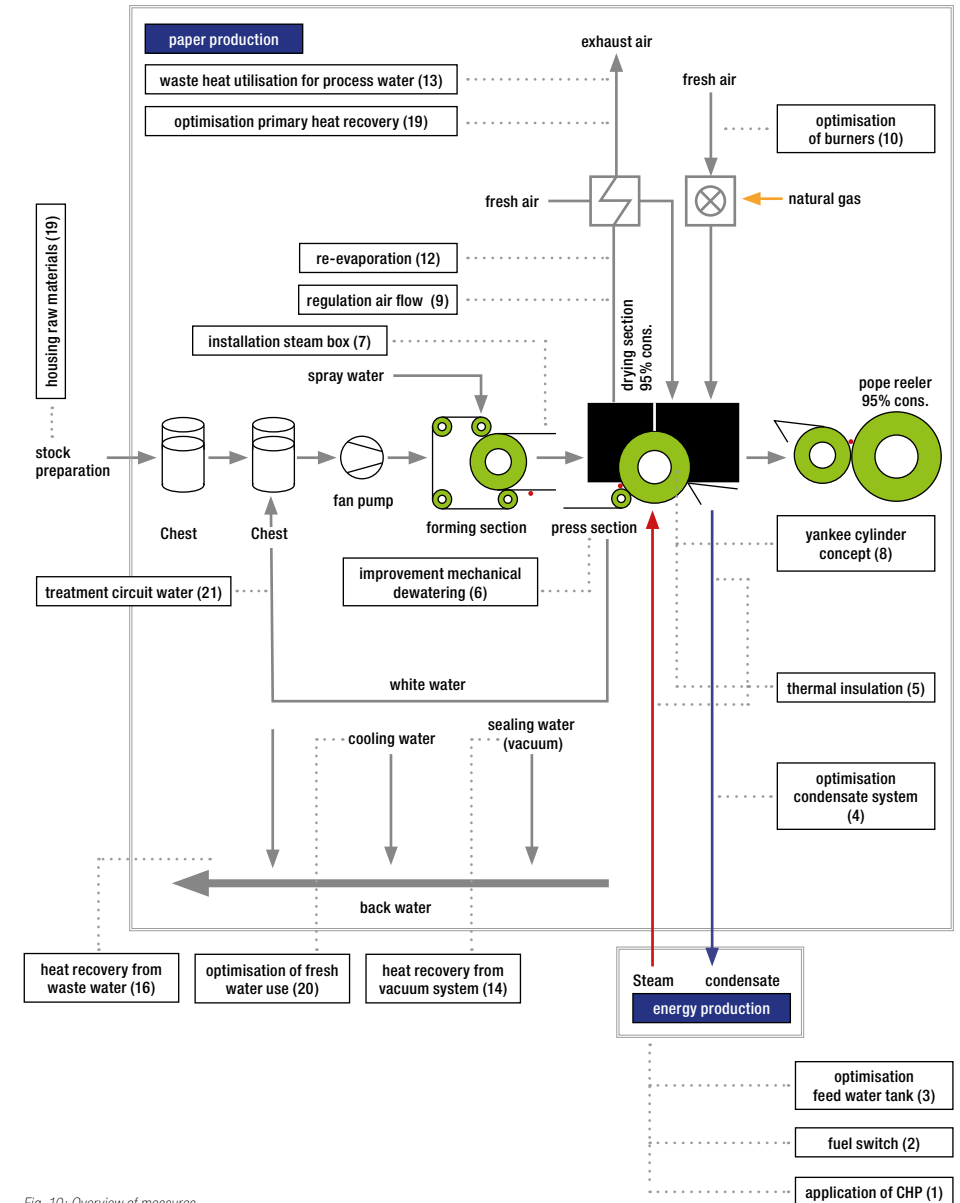 paper production
exhaust air
waste heat utilisation for process water (13)
fresh air
optimisation primary heat recovery (19)
optimisation
of burners (10)
housing raw materials (19)
fresh air
natural gas
re-evaporation (12)
regulation air flow (9)
drying section
95% cons.
installation steam box (7)
spray water
pope reeler
95% cons.
stock
preparation
fan pump
Chest
Chest
forming section
press section
yankee cylinder
concept (8)
improvement mechanical
dewatering (6)
treatment circuit water (21)
white water
thermal insulation (5)
sealing water
(vacuum)
cooling water
optimisation
condensate system
(4)
back water
heat recovery from
waste water (16)
optimisation of fresh
water use (20)
heat recovery from
vacuum system (14)
Steam
condensate
energy production
optimisation
feed water tank (3)
fuel switch (2)
application of CHP (1)
Fig. 10: Overview of measures